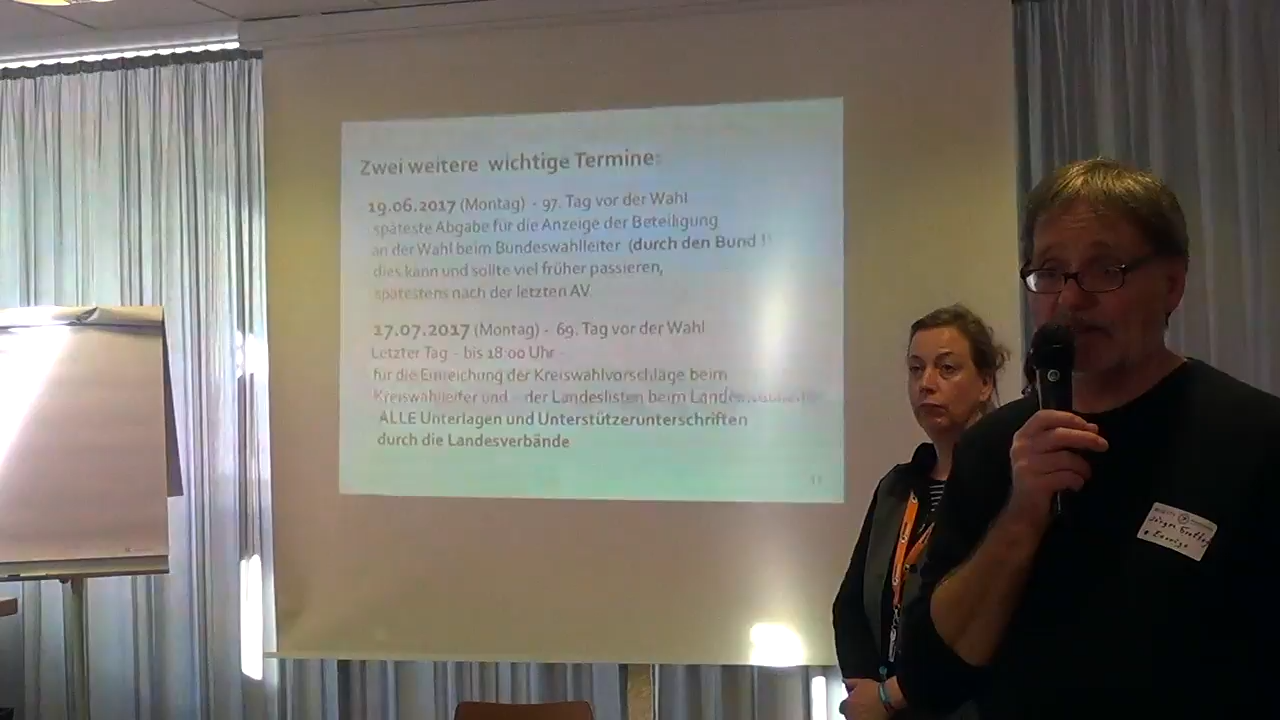 Zwei weitere wichtige Termine:
19.06.2017 (Montag) - 97. Tag vor der Wahl
späteste Abgabe für die Anzeige der Beteiligung
an der Wahl beim Bundeswahlleiter (durch den Bund !
dies kann und sollte viel früher passieren,
spätestens nach der letzten AV.
17.07.2017 (Montag) - 69. Tag vor der Wahl
Letzter Tag - bis 18:00 Uhr -
für die Einreichung der Kreiswahlvorschläge beim
Kreiswahlleiter und der Landeslisten beim
ALLE Unterlagen und Unterstützerunterschriften
durch die Landesverbände
Jörgen